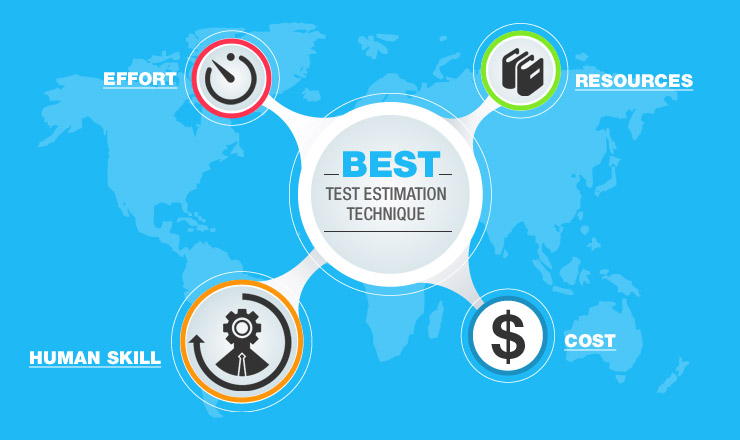 EFFORT
RESOURCES
BEST
TEST ESTIMATION
TECHNIQUE
HUMAN SKILL
$
COST